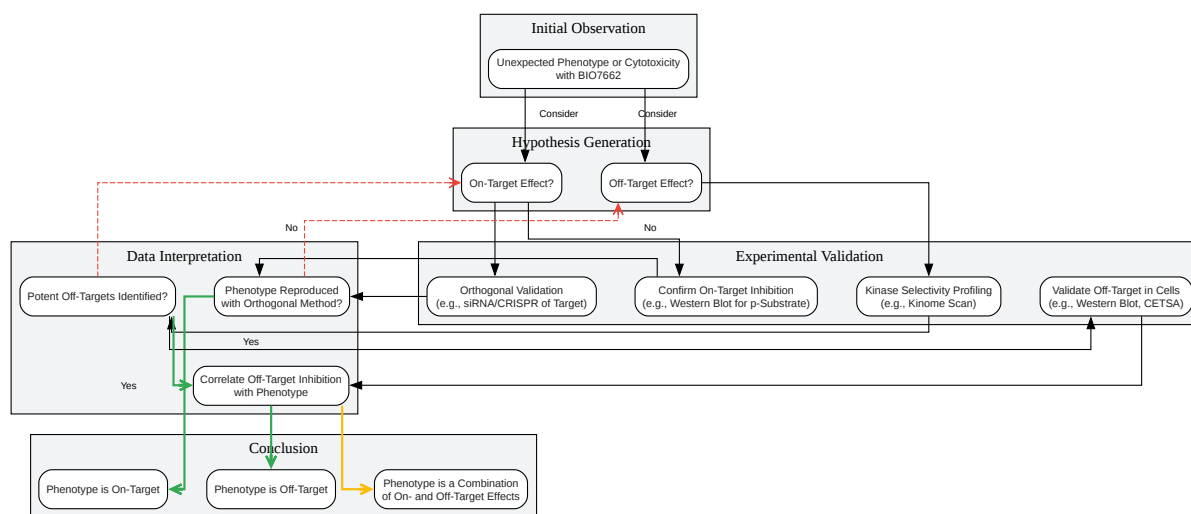 Initial Observation
Unexpected Phenotype or Cytotoxicity
with BIO7662
Consider
Consider
Hypothesis Generation
On-Target Effect?
Off-Target Effect?
No
No
Data Interpretation
Experimental Validation
Potent Off-Targets Identified?
Phenotype Reproduced
with Orthogonal Method?
Orthogonal Validation
(e.g., siRNA/CRISPR of Target)
Confirm On-Target Inhibition
(e.g., Western Blot for p-Substrate)
Kinase Selectivity Profiling
(e.g., Kinome Scan)
Validate Off-Target in Cells
(e.g., Western Blot, CETSA)
Yes
Yes
Correlate Off-Target Inhibition
with Phenotype
Conclusion
Phenotype is On-Target
Phenotype is Off-Target
Phenotype is a Combination
of On- and Off-Target Effects